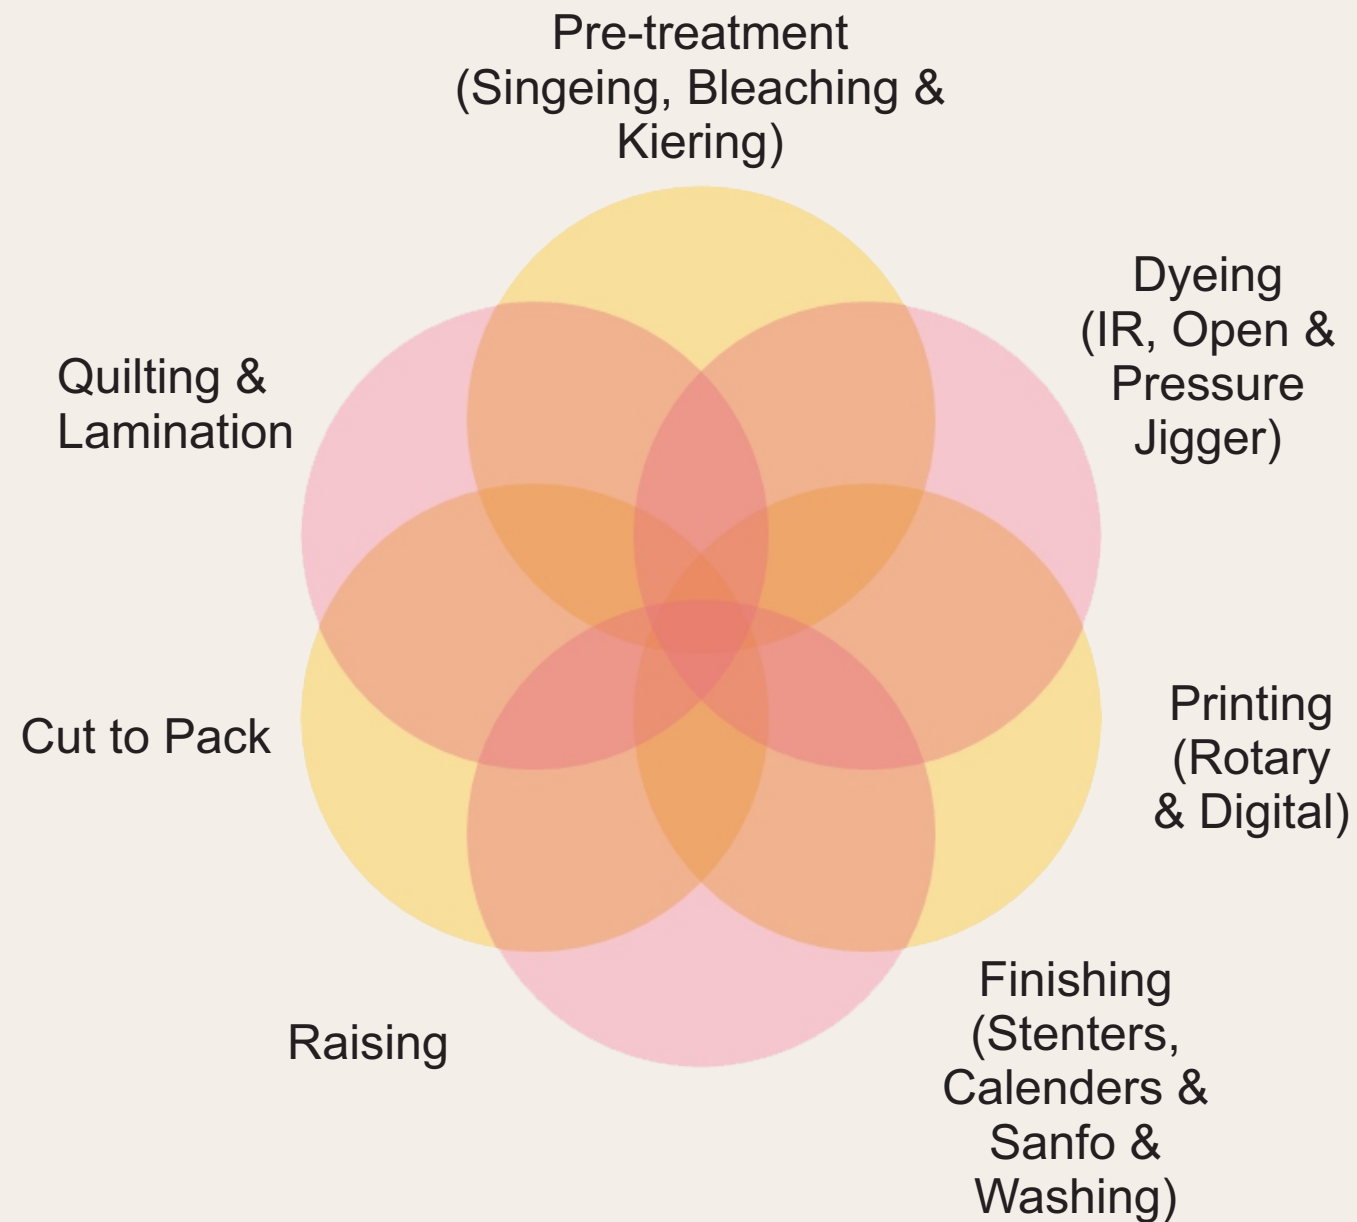 Pre-treatment
(Singeing, Bleaching &
Kiering)
Dyeing
(IR, Open &
Pressure
Jigger)
Quilting &
Lamination
Printing
(Rotary
& Digital)
Cut to Pack
Finishing
(Stenters,
Calenders &
Sanfo &
Washing)
Raising